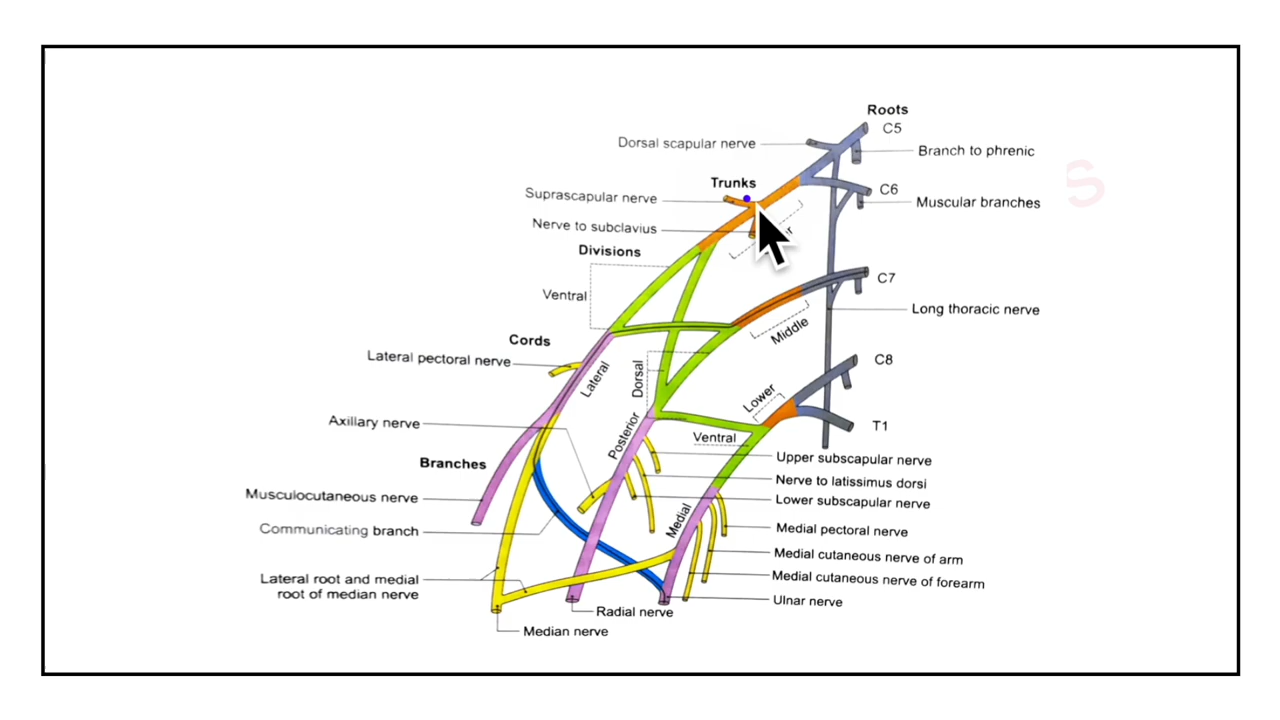 Roots
C5
Dorsal scapular nerve
Branch to phrenic
Trunks
C6
Suprascapular nerve
Muscular branches
Nerve to subclavius
Divisions
C7
Ventral
Long thoracic nerve
Middle
Cords
Lateral pectoral nerve
C8
Lateral
Dorsal
Lower
Axillary nerve
T1
Posterior
Ventral
Branches
Upper subscapular nerve
Nerve to latissimus dorsi
Musculocutaneous nerve
Lower subscapular nerve
Medial
Communicating branch
Medial pectoral nerve
Medial cutaneous nerve of arm
Lateral root and medial
root of median nerve
Medial cutaneous nerve of forearm
Ulnar nerve
Radial nerve
Median nerve